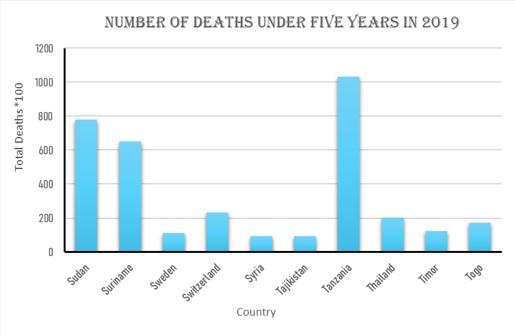 NUMBER OF DEATHS UNDER FIVE YEARS IN 2019
1200
1000
800
600
400
200
0
Total Deaths *100
Sudan
Suriname
Sweden
Switzerland
Syria
Tajikistan
Tanzania
Thailand
Timor
Togo
Country